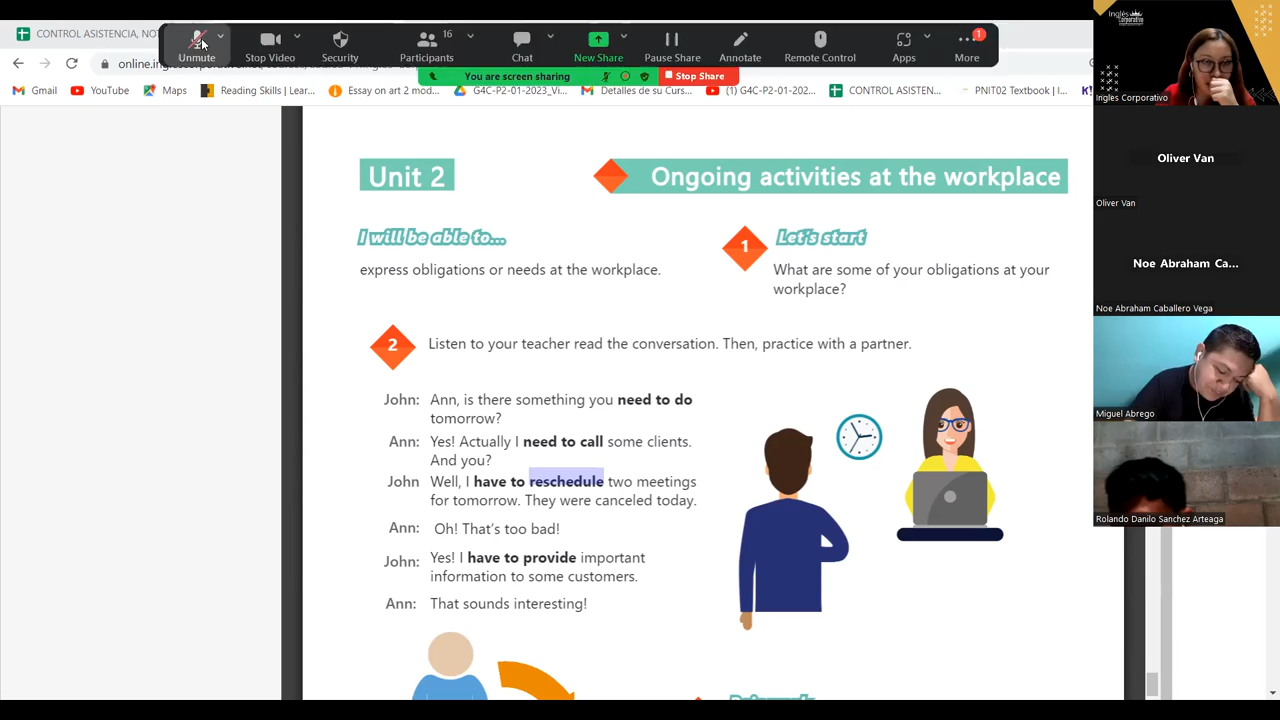 CONTROL ASISTENCIA, NOT
16
1
Unmute
Stop Video
Security
Participants
Chat
New Share
Pause Share
Annotate
Remote Control
Apps
More
You are screen sharing
Stop Share
Gmail
YouTube
Maps
Reading Skills | Lear...
Essay on art 2 mod...
G4C-P2-01-2023_Vi...
Detalles de su Curs...
(1) G4C-P2-01-202...
CONTROL ASISTEN...
PNIT02 Textbook | I...
Unit 2
Ongoing activities at the workplace
I will be able to...
express obligations or needs at the workplace.
1
Let's start
What are some of your obligations at your
workplace?
2
Listen to your teacher read the conversation. Then, practice with a partner.
John: Ann, is there something you need to do
tomorrow?
Ann: Yes! Actually I need to call some clients.
And you?
John Well, I have to reschedule two meetings
for tomorrow. They were canceled today.
Ann: Oh! That's too bad!
John: Yes! I have to provide important
information to some customers.
Ann: That sounds interesting!
Inglés
Corporativo
Ingles Corporativo
Oliver Van
Oliver Van
Noe Abraham Ca...
Noe Abraham Caballero Vega
Miguel Abrego
Rolando Danilo Sanchez Arteaga